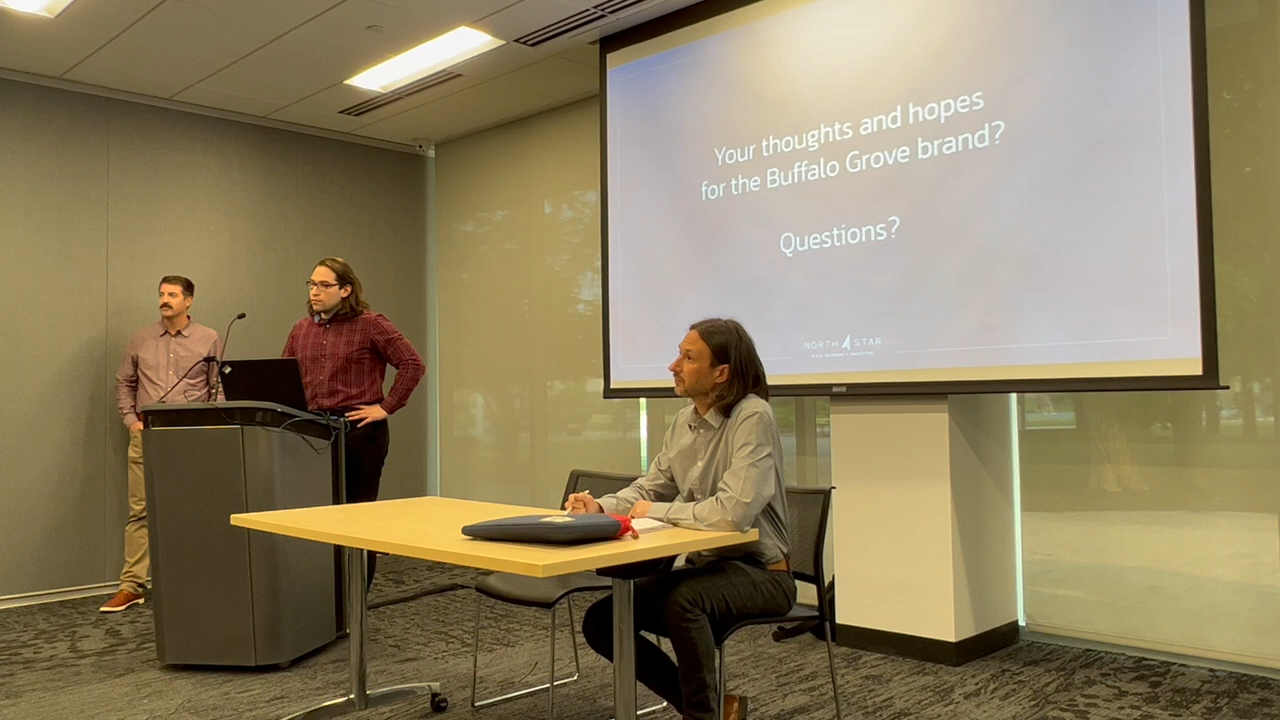 Your thoughts and hopes
for the Buffalo Grove brand?
Questions?
NORTH STAR